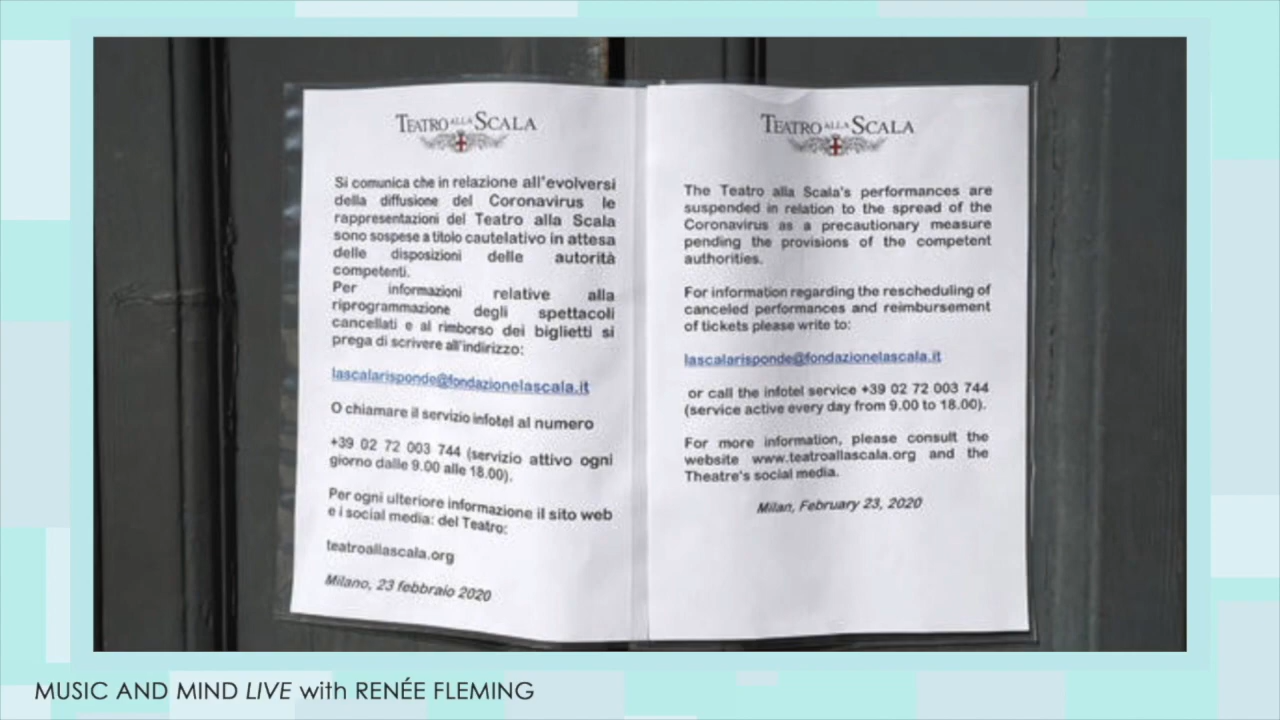 TEATRO ALLA SCALA
Si comunica che in relazione all'evolversi
della diffusione del Coronavirus le
rappresentazioni del Teatro alla Scala
sono sospese a titolo cautelativo in attesa
delle disposizioni delle autorità
competenti.
Per informazioni relative alla
riprogrammazione degli spettacoli
cancellati e al rimborso dei biglietti si
prega di scrivere all'indirizzo:
lascalarisponde@fondazionelascala.it
O chiamare il servizio infotel al numero
+39 02 72 003 744 (servizio attivo ogni
giorno dalle 9.00 alle 18.00).
Per ogni ulteriore informazione il sito web
e i social media: del Teatro:
teatroallascala.org
Milano, 23 febbraio 2020
TEATRO ALLA SCALA
The Teatro alla Scala's performances are
suspended in relation to the spread of the
Coronavirus as a precautionary measure
pending the provisions of the competent
authorities.
For information regarding the rescheduling of
canceled performances and reimbursement
of tickets please write to:
lascalarisponde@fondazionelascala.it
or call the infotel service +39 02 72 003 744
(service active every day from 9.00 to 18.00).
For more information, please consult the
website www.teatroallascala.org and the
Theatre's social media.
Milan, February 23, 2020
MUSIC AND MIND LIVE with RENÉE FLEMING